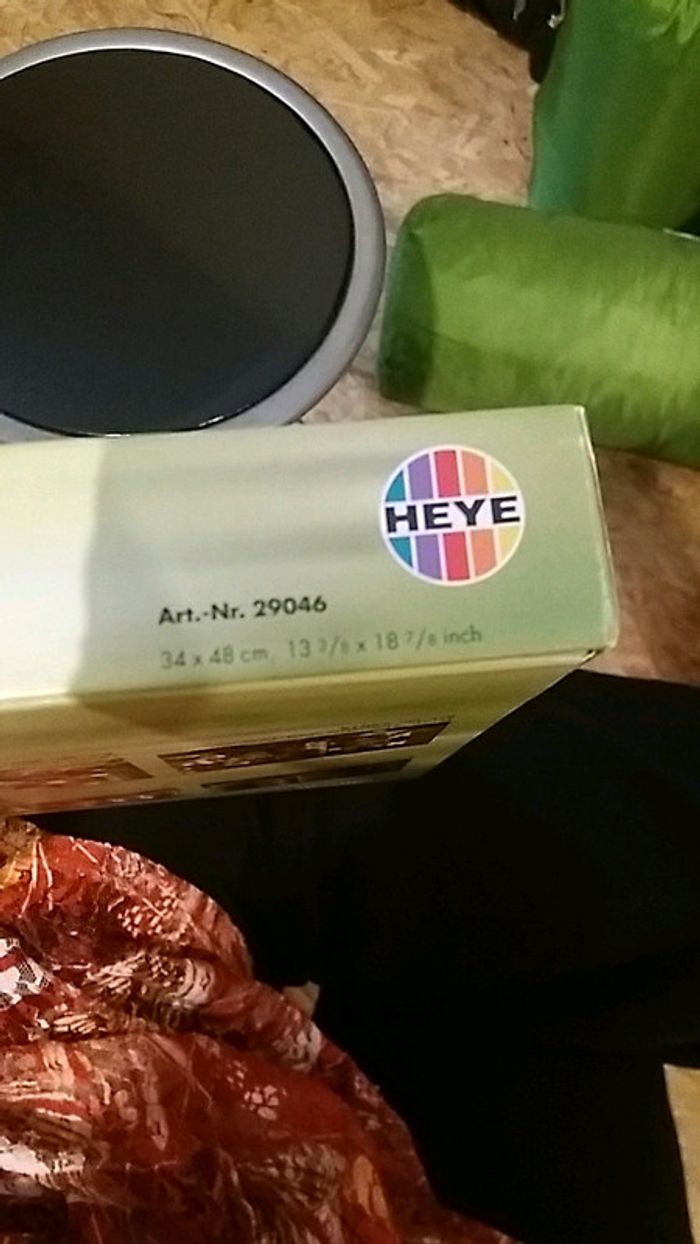 HEYE
Art.-Nr. 29046
34 x 48 cm, 13 3/8 x 18 7/8 inch